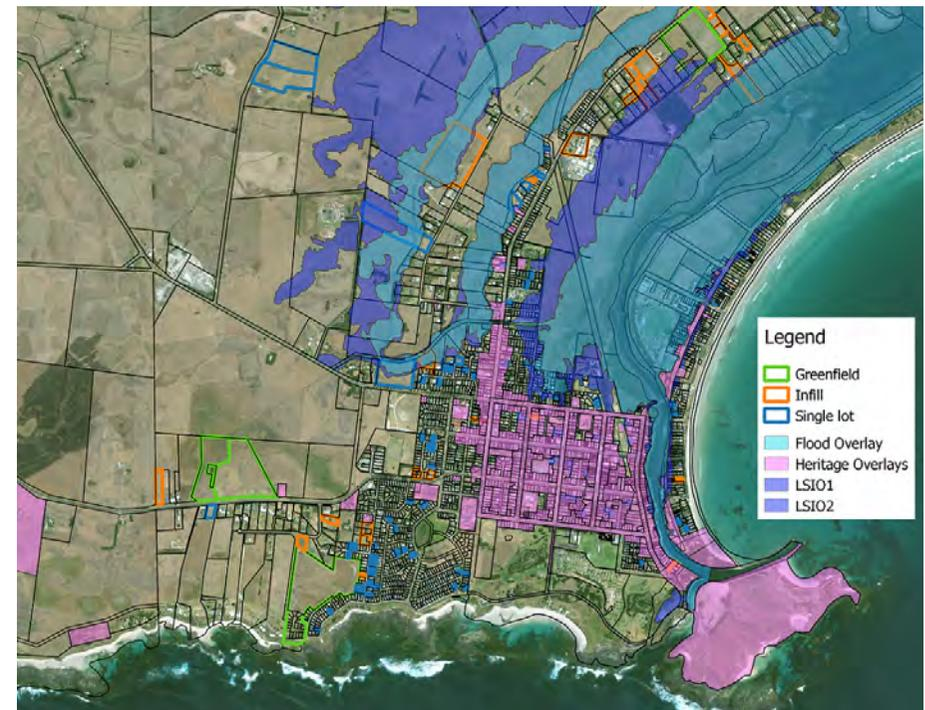 Legend
Greenfield
Infill
Single lot
Flood Overlay
Heritage Overlays
LSIO1
LSIO2